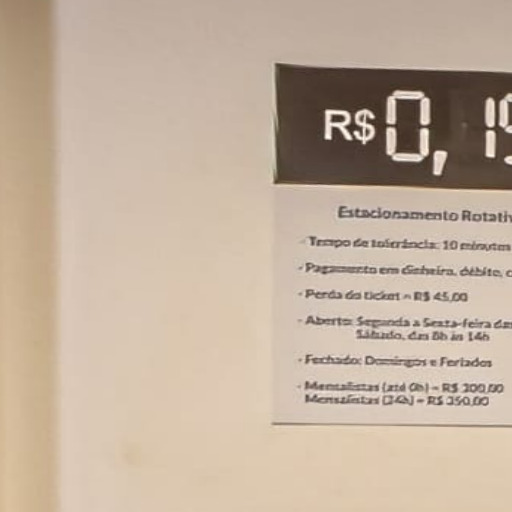 R$ 0,1
Estacionamento Rotativ
- Tempo de tolerância: 10 minutos
- Pagamento em dinheiro, débito, c
- Perda do ticket = R$ 45,00
- Aberto: Segunda a Sexta-feira das
Sábado, das 8h às 14h
- Fechado: Domingos e Feriados
- Mensalistas (até 0h) = R$ 300,00
Mensalistas (24h) = R$ 350,00